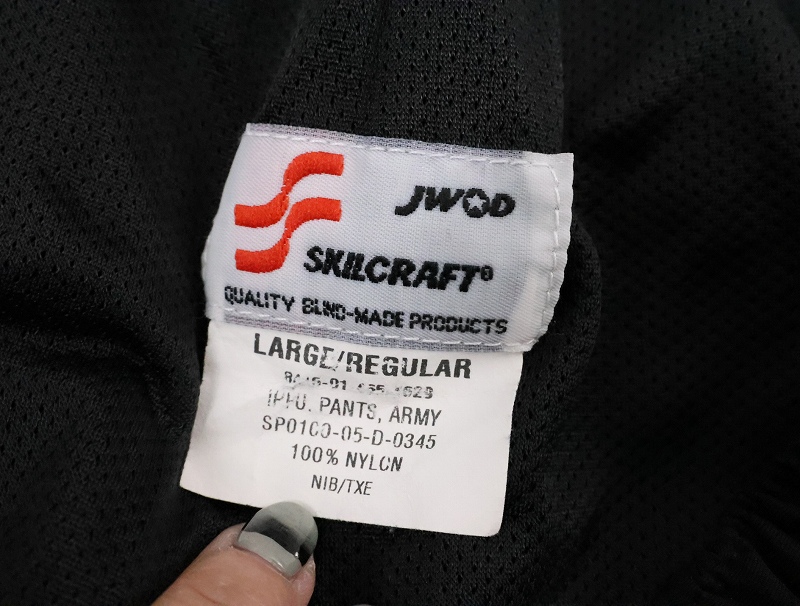 JWOD
SKILCRAFT®
QUALITY BLIND-MADE PRODUCTS
LARGE/REGULAR
IPFU, PANTS, ARMY
SP0100-05-D-0345
100% NYLON
NIB/TXE